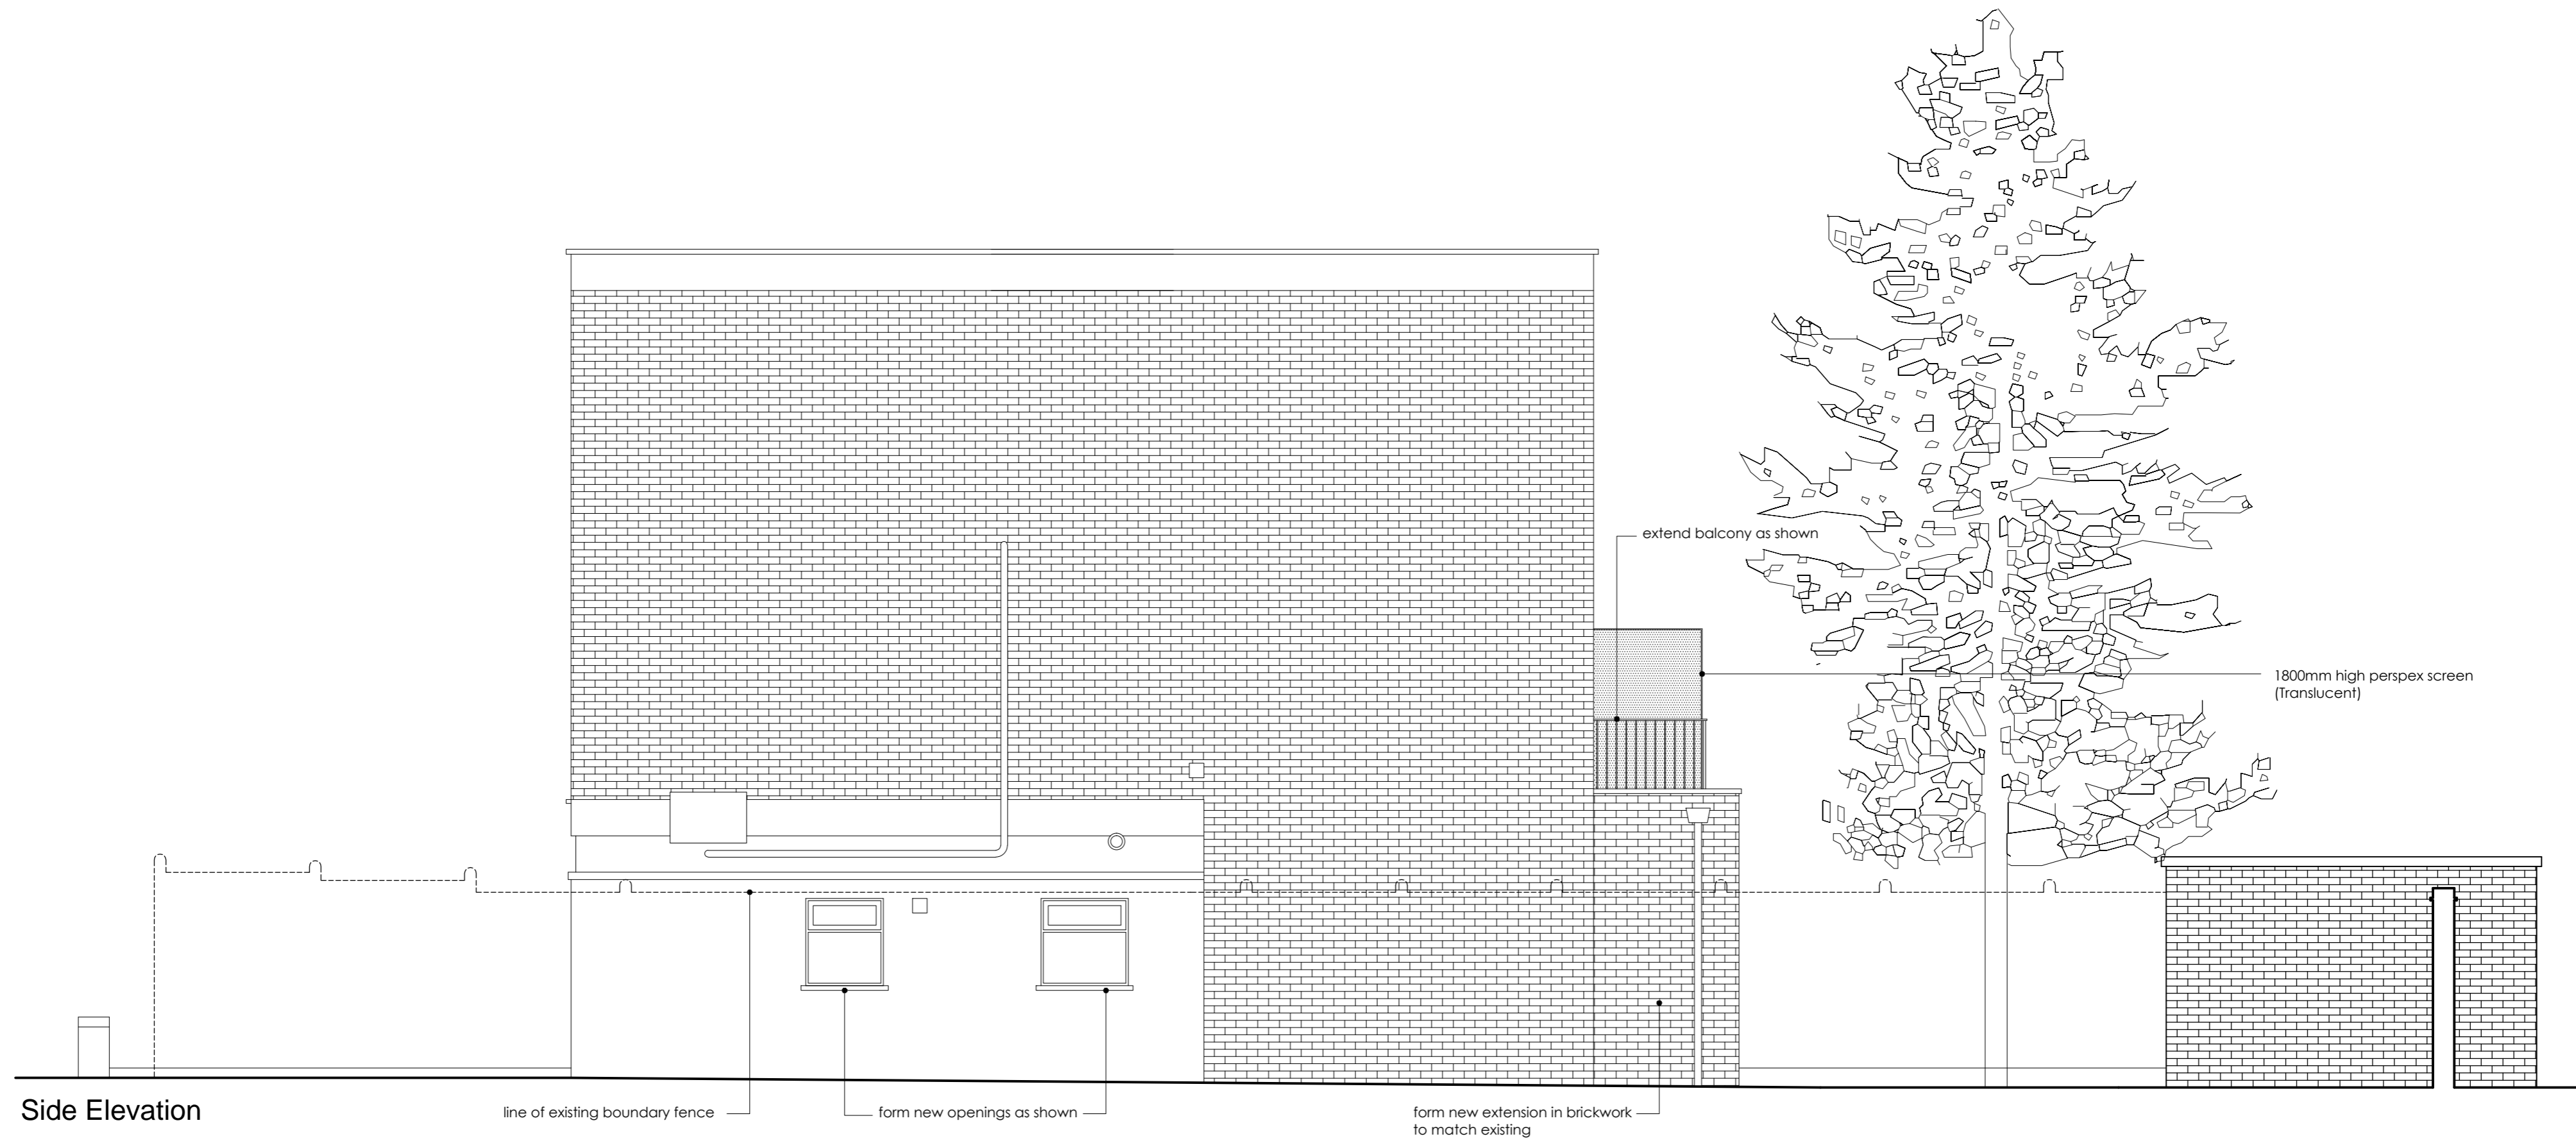 extend balcony as shown
1800mm high perspex screen
(Translucent)
Side Elevation
line of existing boundary fence
form new openings as shown
form new extension in brickwork
to match existing